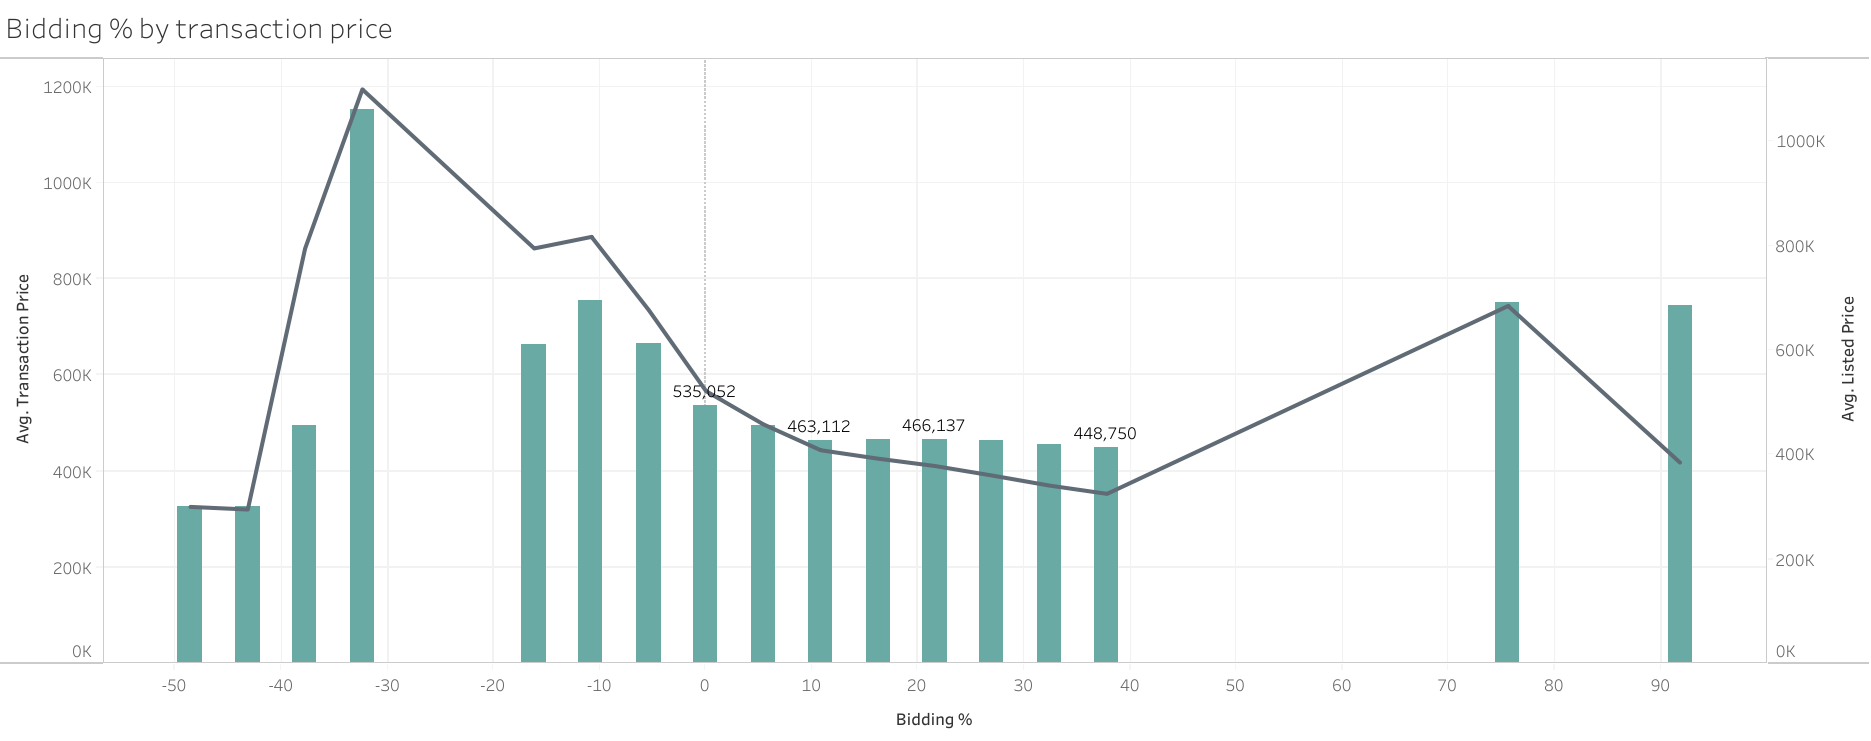 Bidding % by transaction price
1200K
1000K
800K
600K
400K
200K
0K
Avg. Transaction Price
535,052
463,112
466,137
448,750
1000K
800K
600K
400K
200K
0K
Avg. Listed Price
-50 -40 -30 -20 -10 0 10 20 30 40 50 60 70 80 90
Bidding %